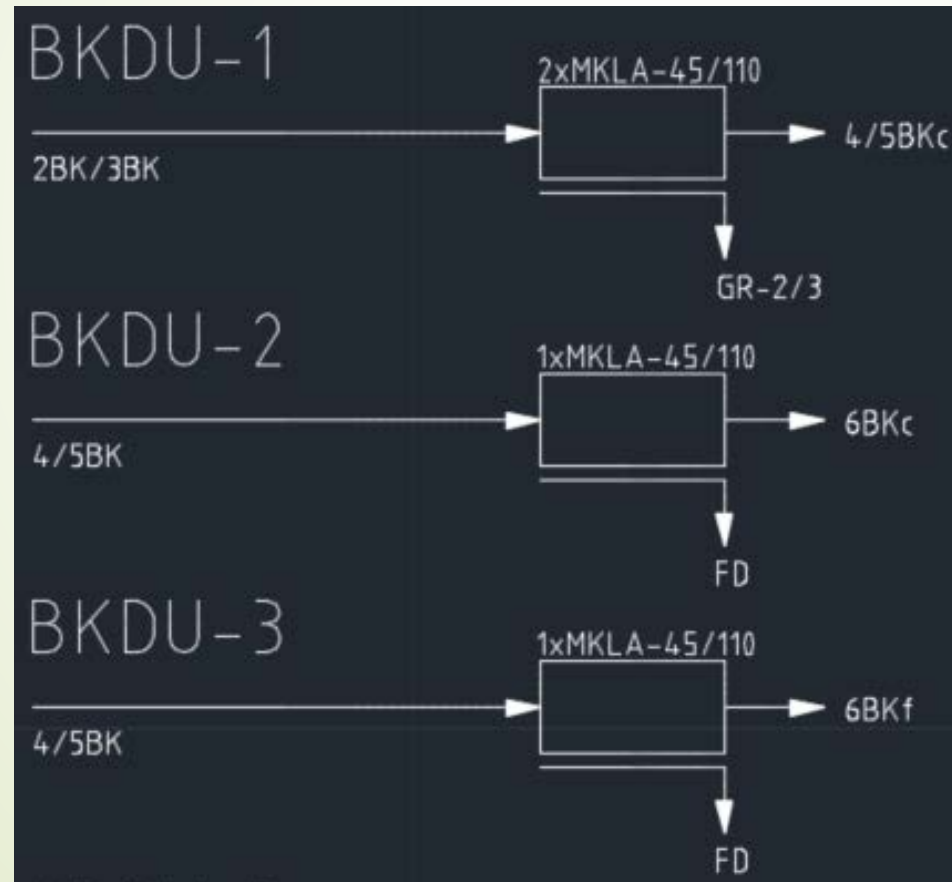 BKDU-1
2xMKLA-45/110
4/5BKc
2BK/3BK
GR-2/3
BKDU-2
1xMKLA-45/110
6BKc
4/5BK
FD
BKDU-3
1xMKLA-45/110
6BKf
4/5BK
FD